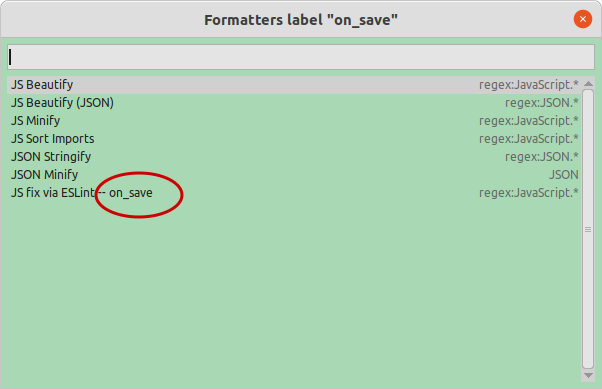 Formatters label "on_save"
JS Beautify regex:JavaScript.*
JS Beautify (JSON) regex:JSON.*
JS Minify regex:JavaScript.*
JS Sort Imports regex:JavaScript.*
JSON Stringify regex:JSON.*
JSON Minify JSON
JS fix via ESLint -- on_save regex:JavaScript.*